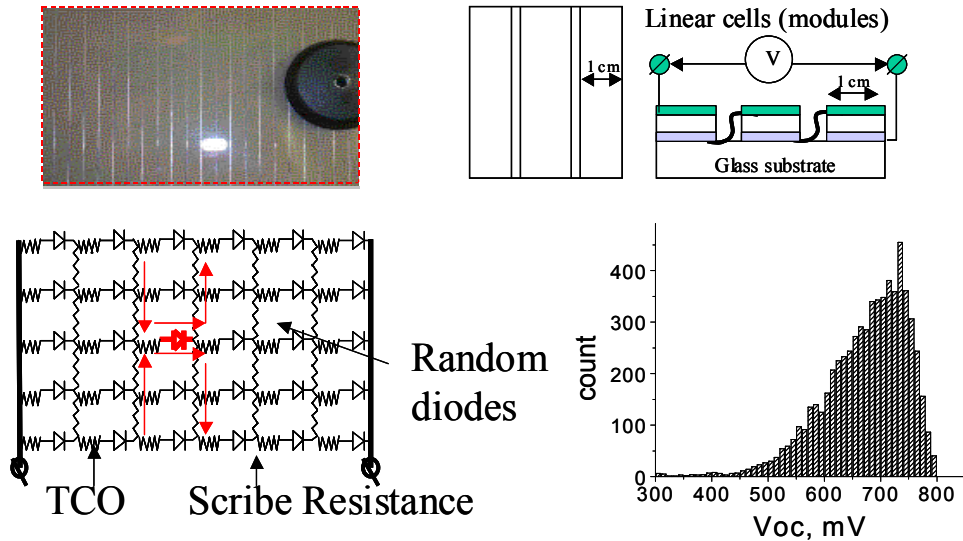 Linear cells (modules)
V
1 cm
1 cm
Glass substrate
Random
diodes
TCO
Scribe Resistance
count
400
300
200
100
0
300
400
500
600
700
800
Voc, mV